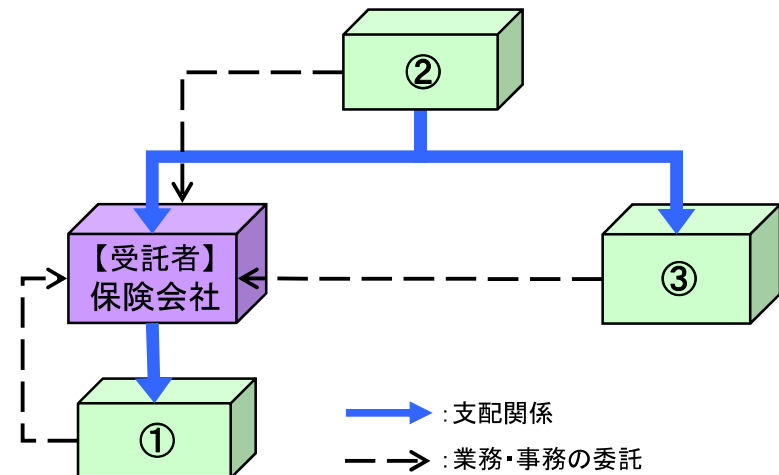 ②
【受託者】
保険会社
③
①
:支配関係
:業務・事務の委託